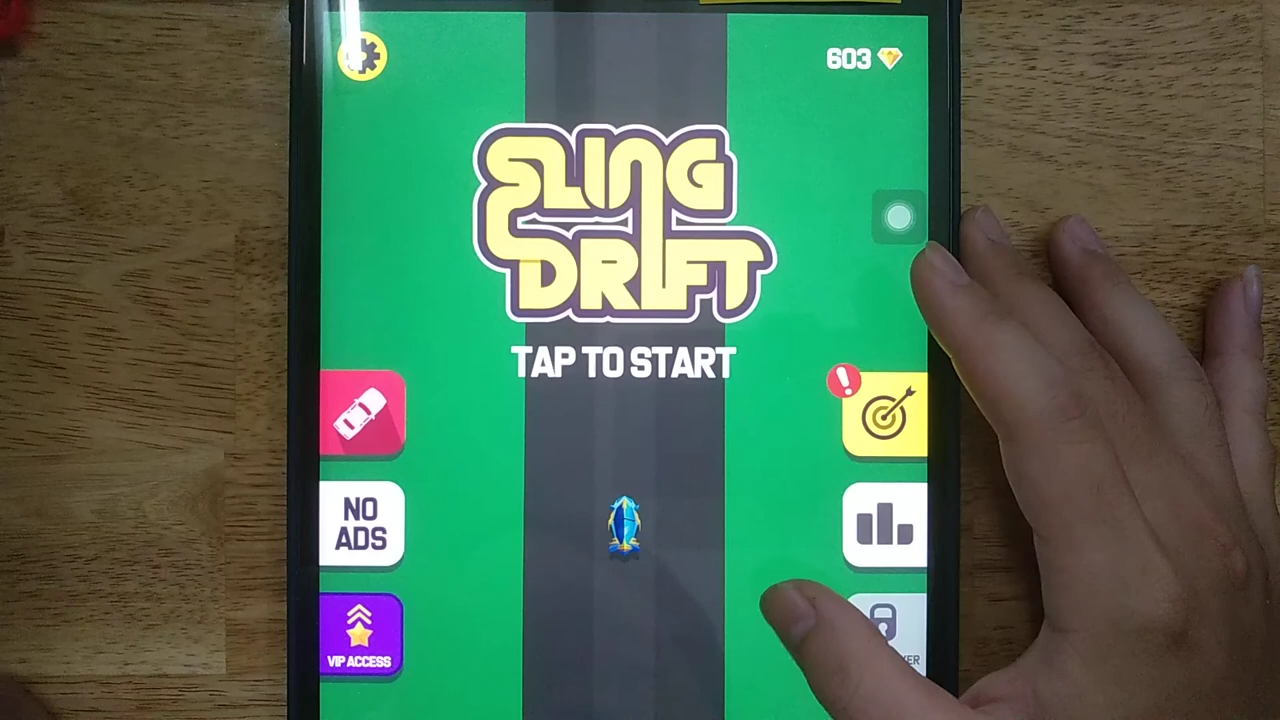 603
SLING
DRIFT
TAP TO START
NO
ADS
VIP ACCESS